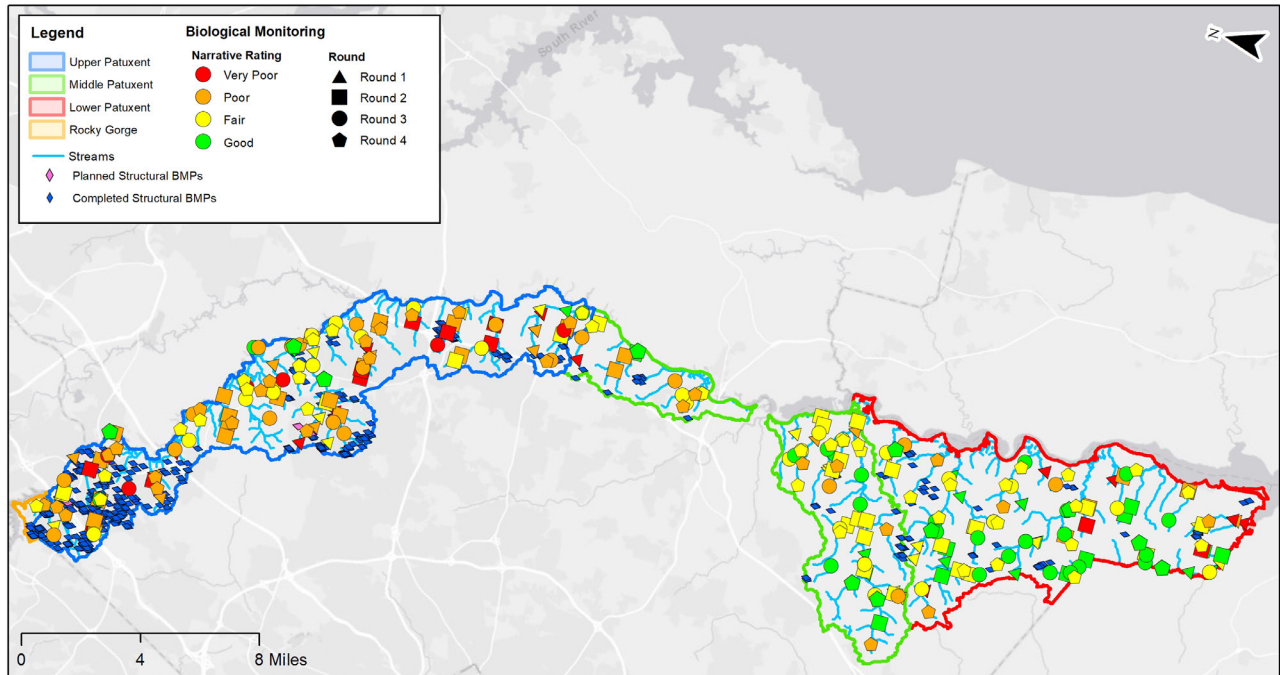 Legend
Upper Patuxent
Middle Patuxent
Lower Patuxent
Rocky Gorge
Streams
Planned Structural BMPs
Completed Structural BMPs
Biological Monitoring
Narrative Rating
Very Poor
Poor
Fair
Good
Round
Round 1
Round 2
Round 3
Round 4
South River
N
0 4 8 Miles